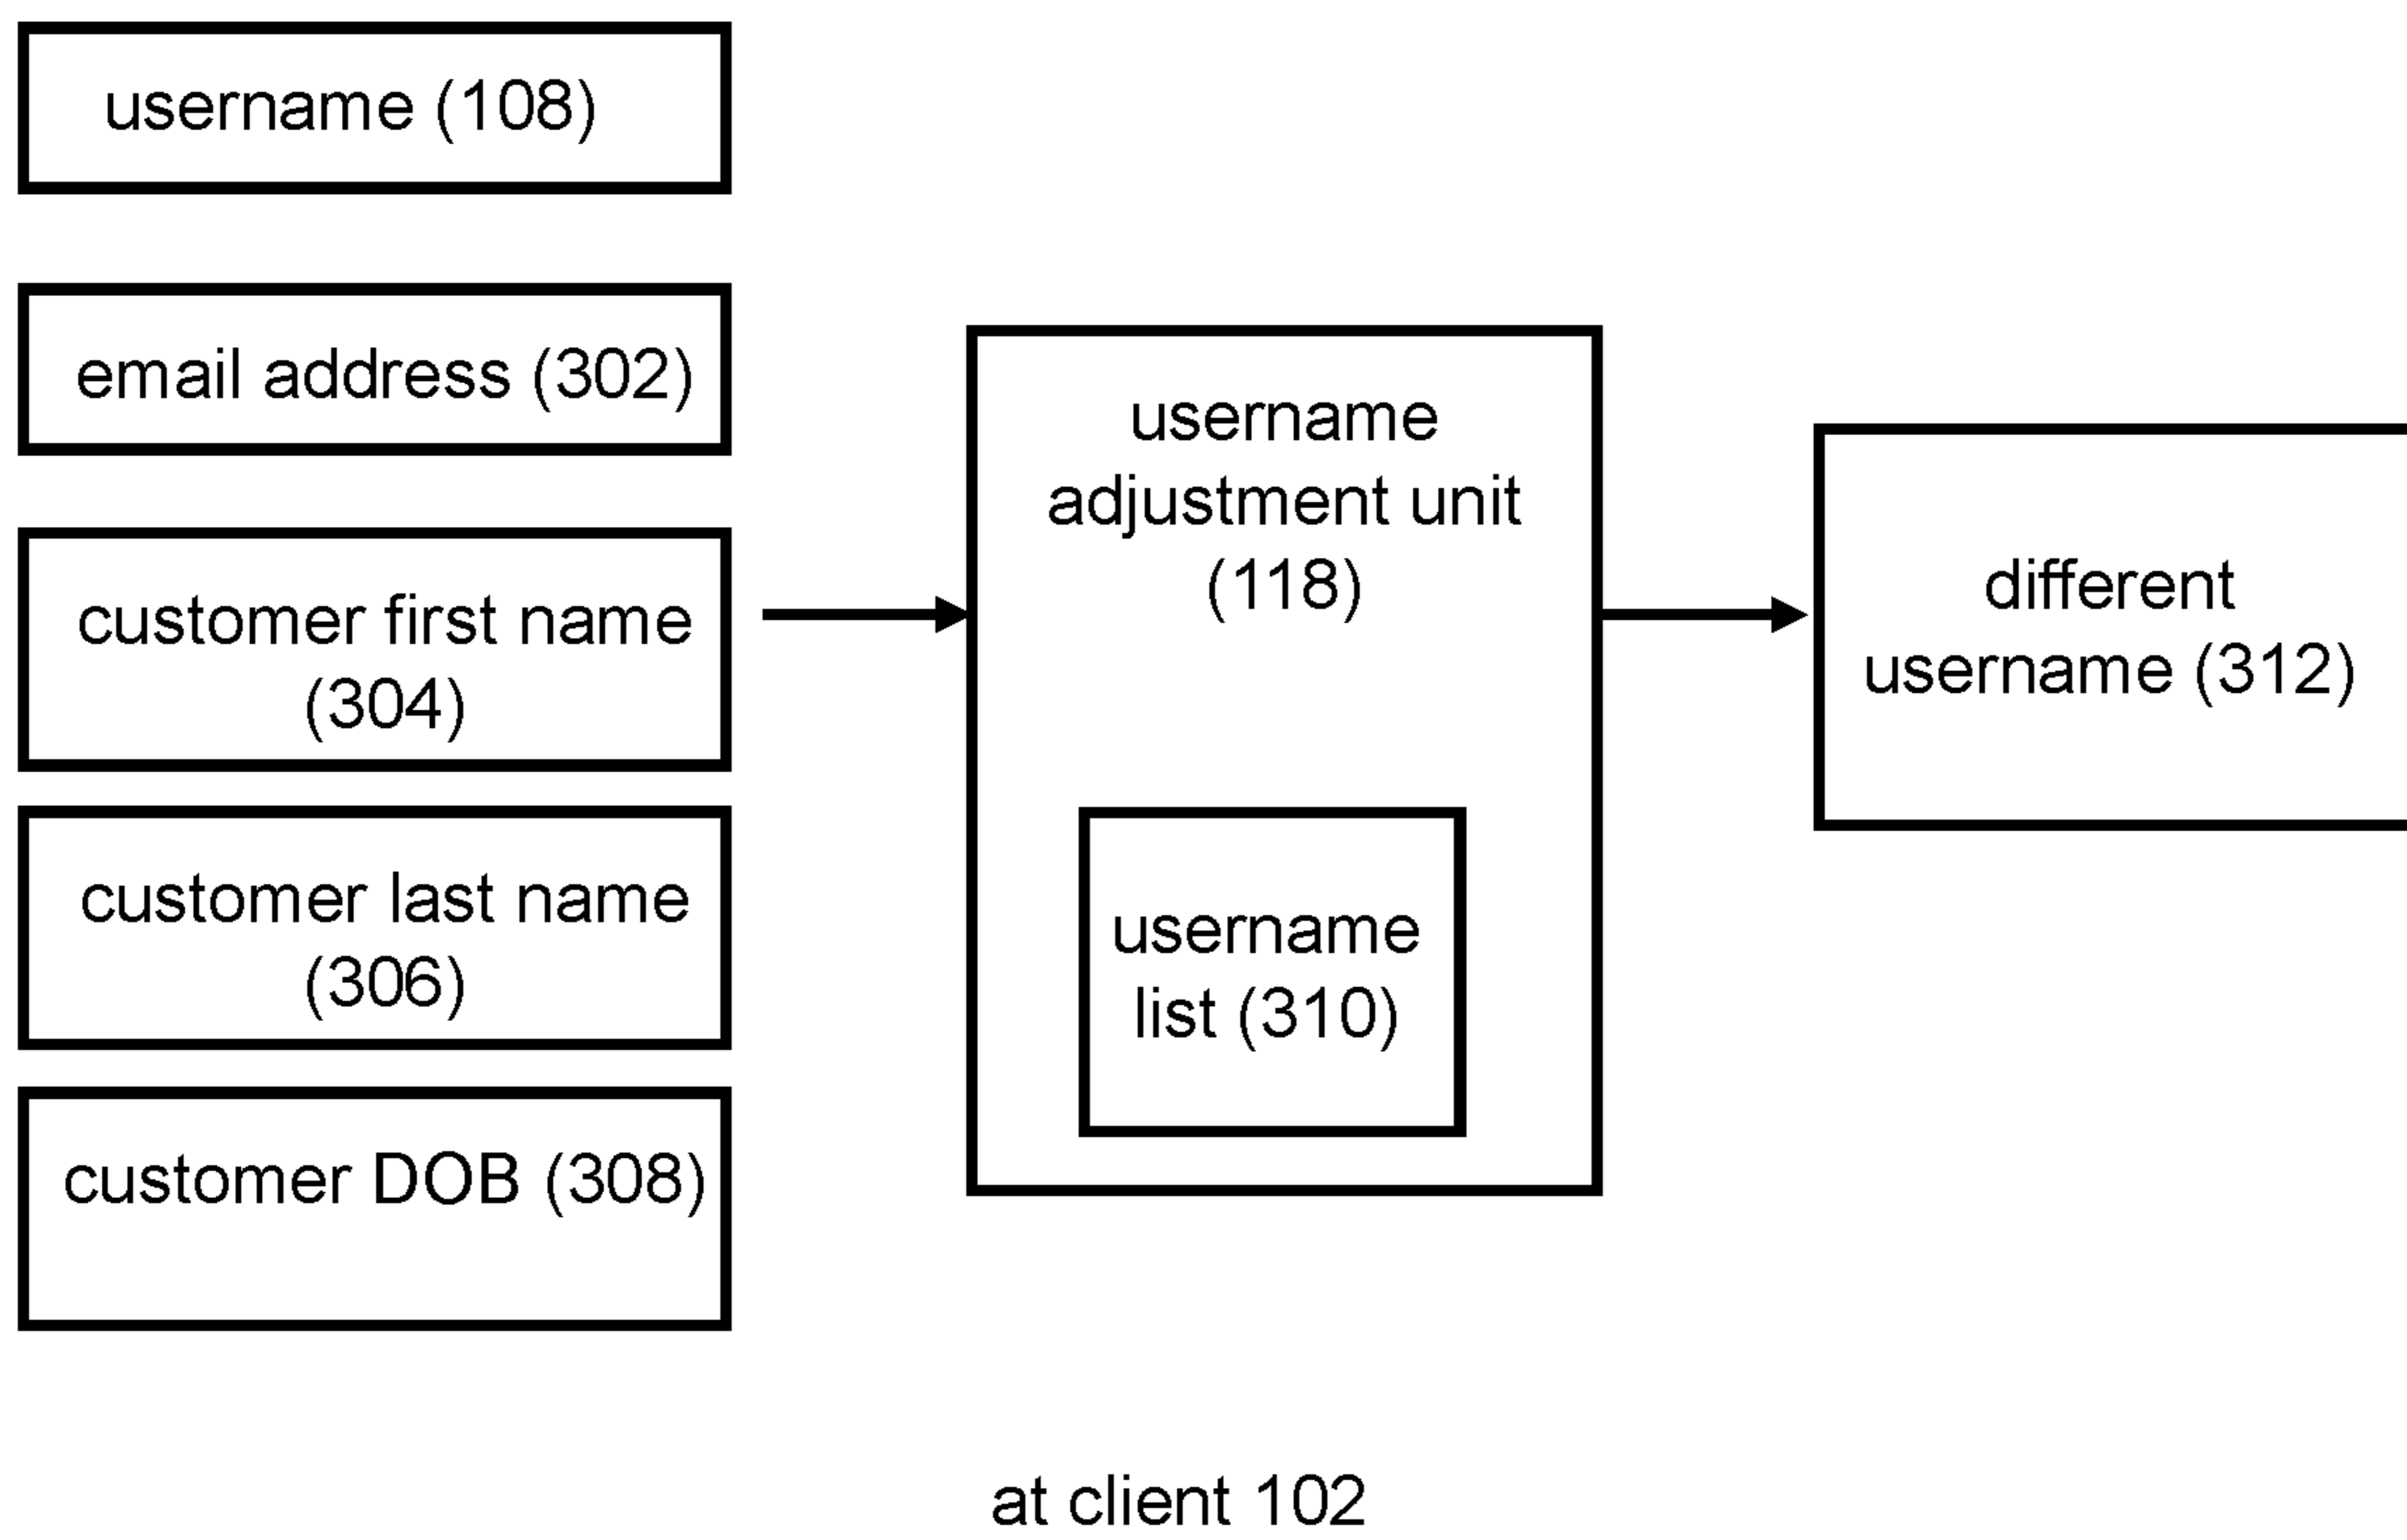 username (108)
email address (302)
customer first name
(304)
customer last name
(306)
customer DOB (308)
username
adjustment unit
(118)
username
list (310)
different
username (312)
at client 102